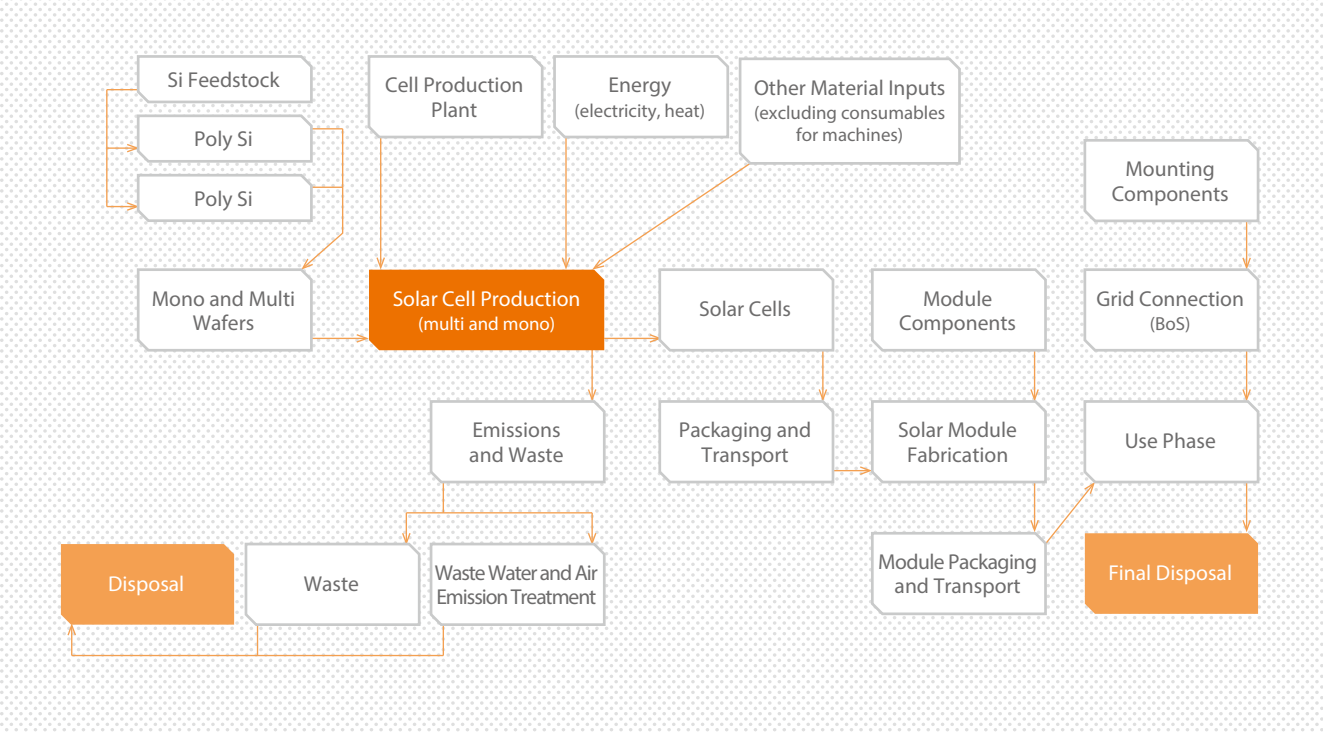 Si Feedstock
Poly Si
Poly Si
Cell Production
Plant
Energy
(electricity, heat)
Other Material Inputs
(excluding consumables
for machines)
Mounting
Components
Mono and Multi
Wafers
Solar Cell Production
(multi and mono)
Solar Cells
Module
Components
Grid Connection
(BoS)
Emissions
and Waste
Packaging and
Transport
Solar Module
Fabrication
Use Phase
Disposal
Waste
Waste Water and Air
Emission Treatment
Module Packaging
and Transport
Final Disposal